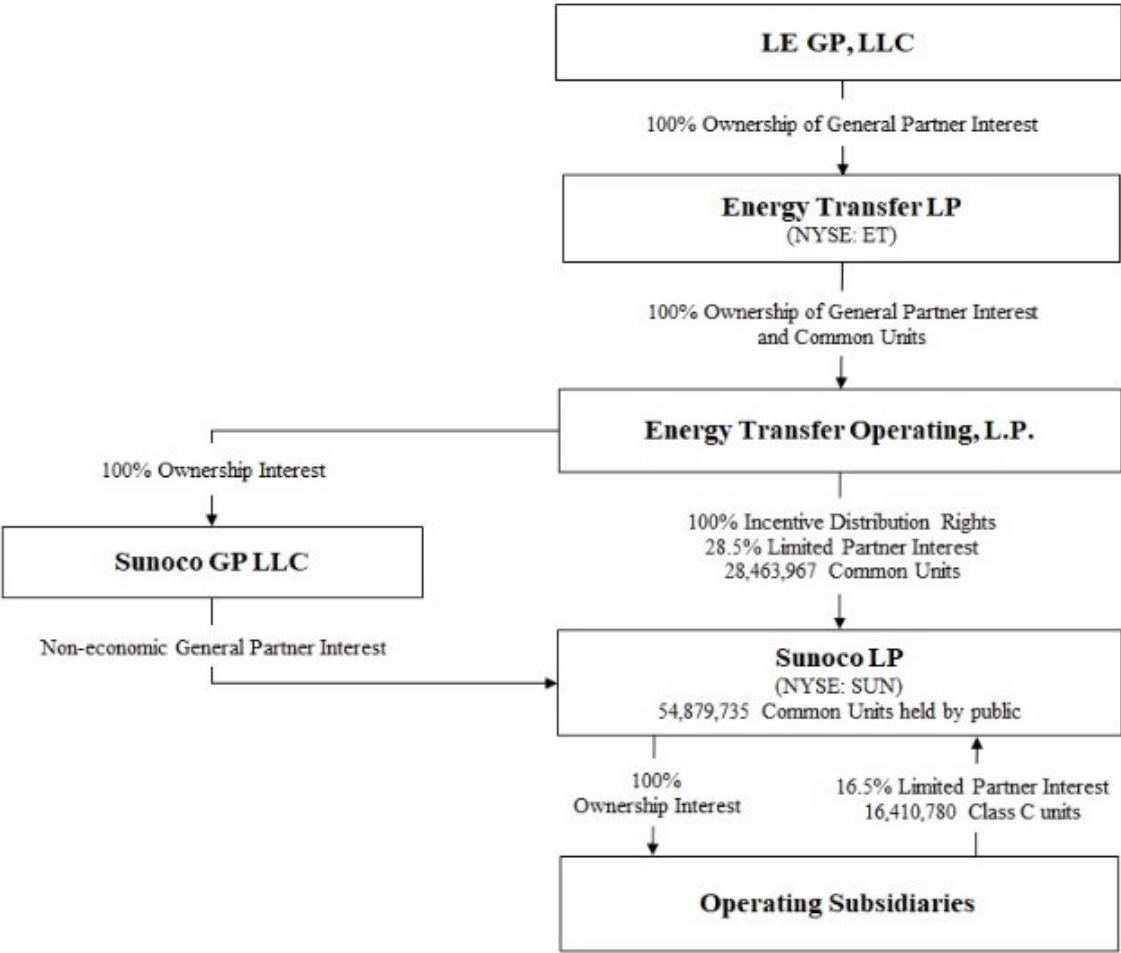 LE GP, LLC
100% Ownership of General Partner Interest
Energy Transfer LP
(NYSE: ET)
100% Ownership of General Partner Interest
and Common Units
Energy Transfer Operating, L.P.
100% Ownership Interest
Sunoco GP LLC
Non-economic General Partner Interest
100% Incentive Distribution Rights
28.5% Limited Partner Interest
28,463,967 Common Units
Sunoco LP
(NYSE: SUN)
54,879,735 Common Units held by public
100%
Ownership Interest
16.5% Limited Partner Interest
16,410,780 Class C units
Operating Subsidiaries